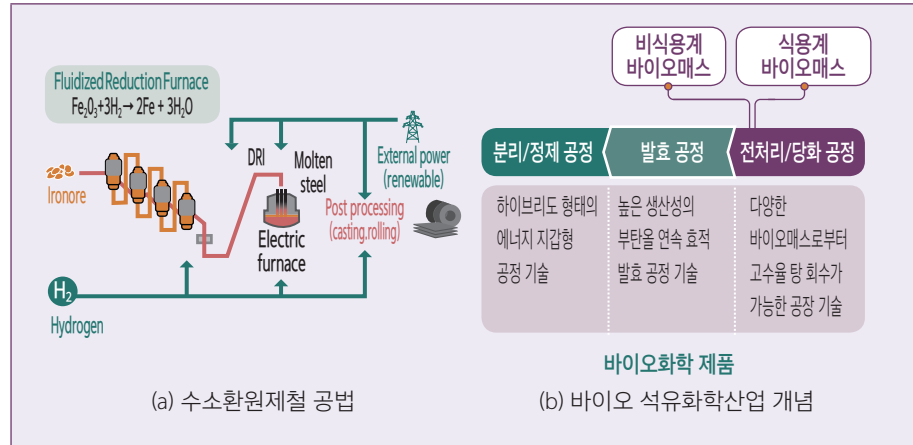 Fluidized Reduction Furnace
Fe₂O₃+3H₂→ 2Fe + 3H₂O
Ironore
DRI
Molten
steel
Electric
furnace
External power
(renewable)
Post processing
(casting.rolling)
H₂
Hydrogen
(a) 수소환원제철 공법
비식용계
바이오매스
식용계
바이오매스
분리/정제 공정
발효 공정
전처리/당화 공정
하이브리도 형태의
에너지 지갑형
공정 기술
높은 생산성의
부탄올 연속 효적
발효 공정 기술
다양한
바이오매스로부터
고수율 탕 회수가
가능한 공장 기술
바이오화학 제품
(b) 바이오 석유화학산업 개념